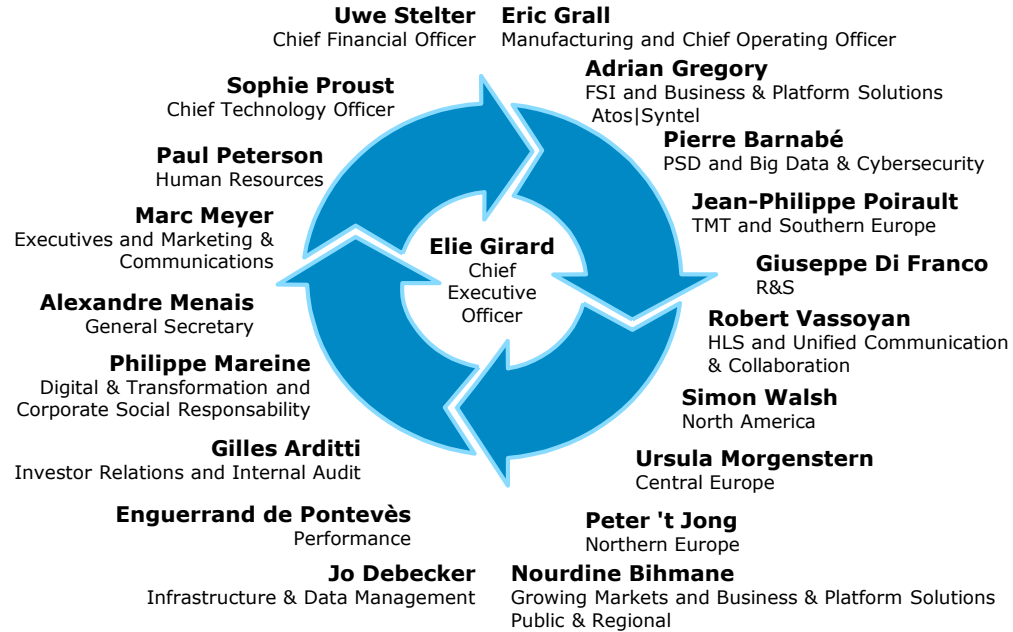 Uwe Stelter
Chief Financial Officer
Eric Grall
Manufacturing and Chief Operating Officer
Sophie Proust
Chief Technology Officer
Adrian Gregory
FSI and Business & Platform Solutions
Atos|Syntel
Paul Peterson
Human Resources
Pierre Barnabé
PSD and Big Data & Cybersecurity
Marc Meyer
Executives and Marketing &
Communications
Jean-Philippe Poirault
TMT and Southern Europe
Elie Girard
Chief
Executive
Officer
Giuseppe Di Franco
R&S
Alexandre Menais
General Secretary
Robert Vassoyan
HLS and Unified Communication
& Collaboration
Philippe Mareine
Digital & Transformation and
Corporate Social Responsability
Simon Walsh
North America
Gilles Arditti
Investor Relations and Internal Audit
Ursula Morgenstern
Central Europe
Enguerrand de Pontevès
Performance
Peter 't Jong
Northern Europe
Jo Debecker
Infrastructure & Data Management
Nourdine Bihmane
Growing Markets and Business & Platform Solutions
Public & Regional